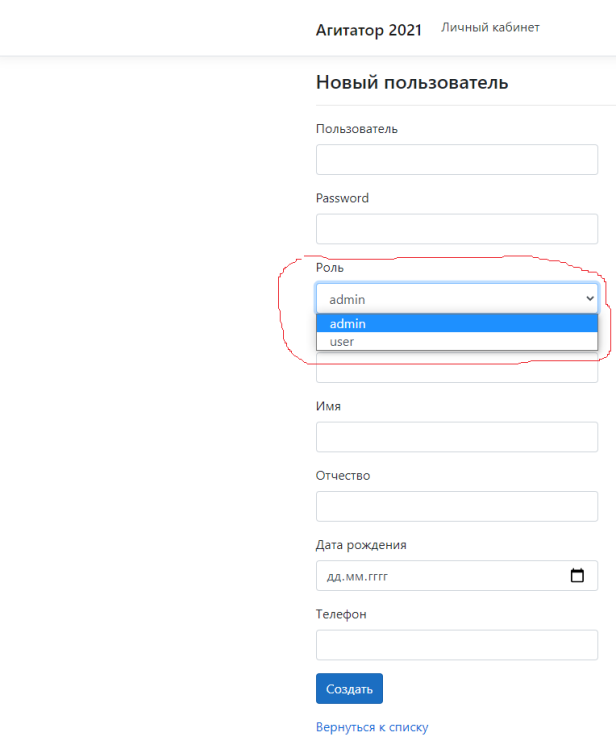 Агитатор 2021 Личный кабинет
Новый пользователь
Пользователь
Password
Роль
admin
admin
user
Имя
Отчество
Дата рождения
дд.мм.гггг
Телефон
Создать
Вернуться к списку